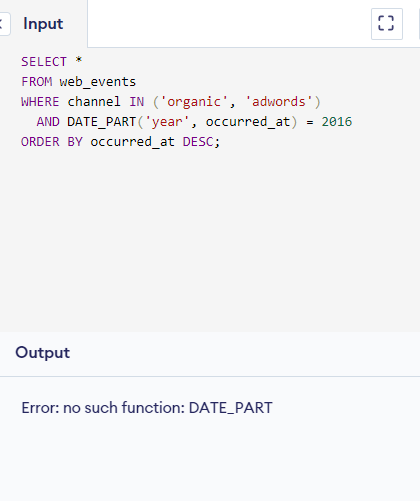 Input
SELECT *
FROM web_events
WHERE channel IN ('organic', 'adwords')
AND DATE_PART('year', occurred_at) = 2016
ORDER BY occurred_at DESC;
Output
Error: no such function: DATE_PART